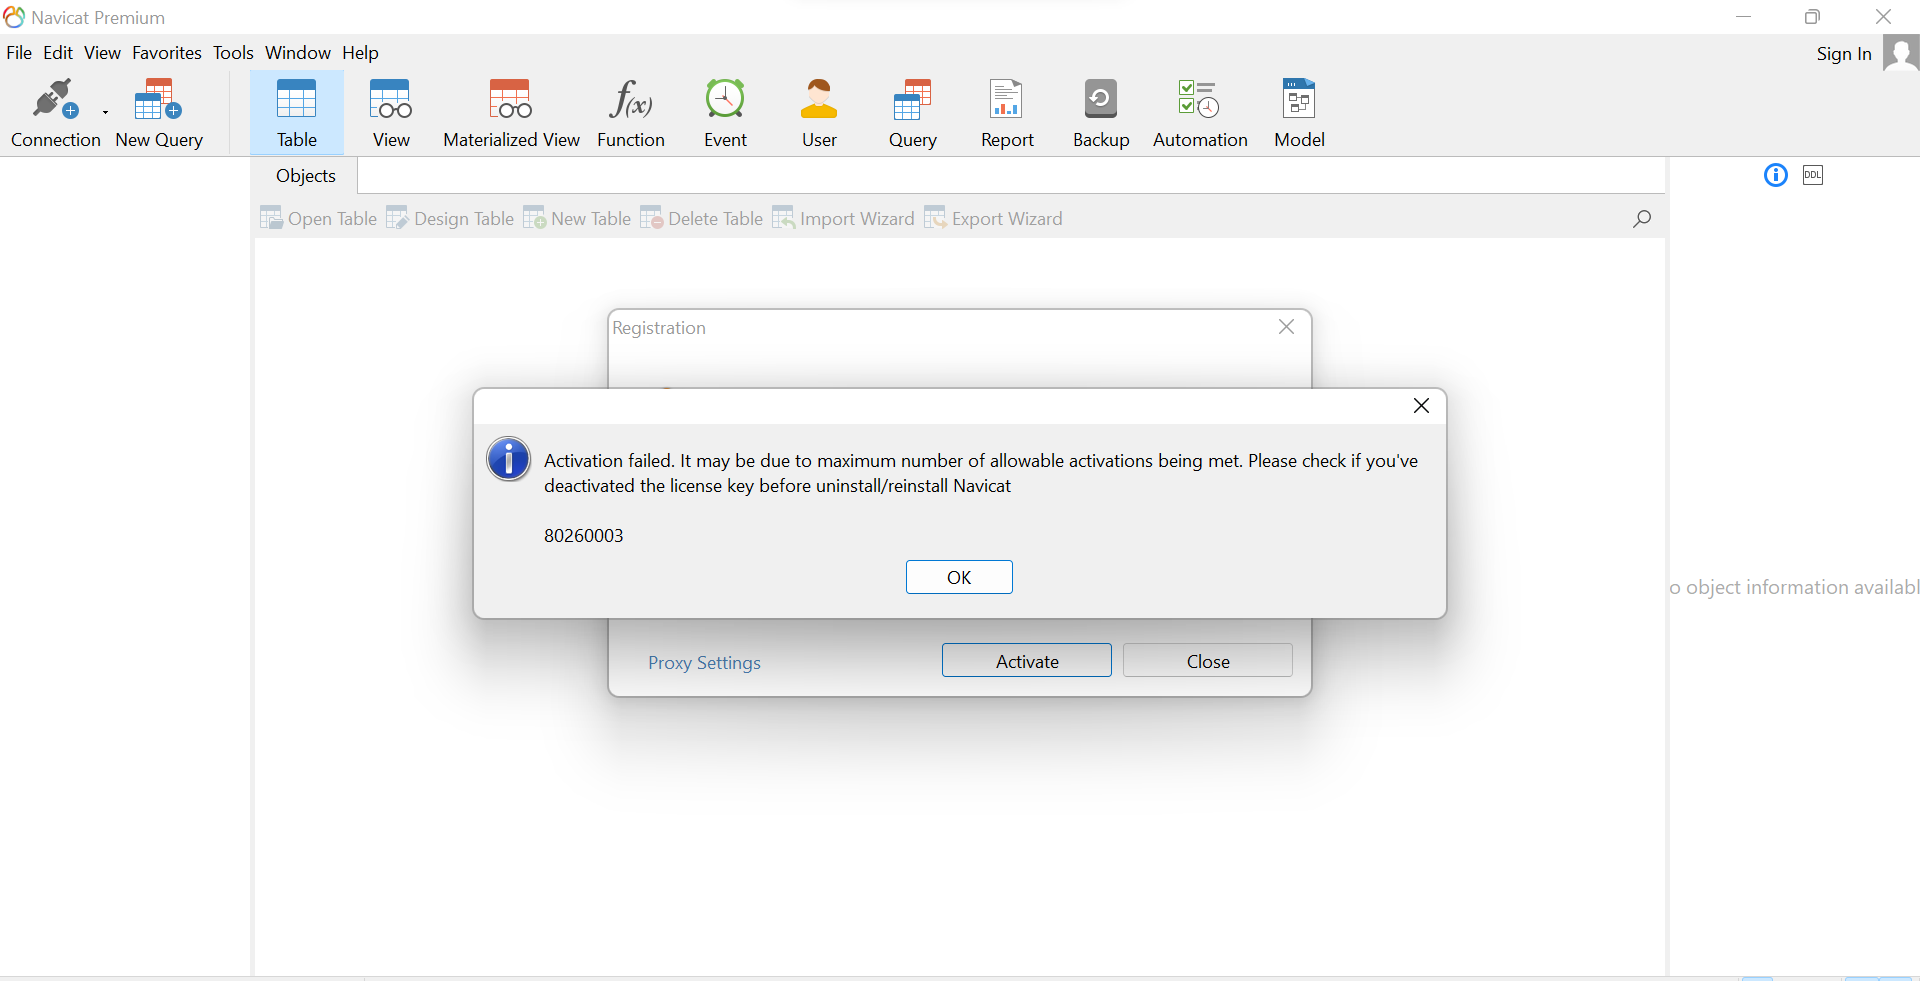 Navicat Premium
File Edit View Favorites Tools Window Help
Sign In
Connection New Query Table View Materialized View Function Event User Query Report Backup Automation Model
Objects
DDL
Open Table Design Table New Table Delete Table Import Wizard Export Wizard
Registration
Activation failed. It may be due to maximum number of allowable activations being met. Please check if you've
deactivated the license key before uninstall/reinstall Navicat
80260003
OK
o object information availabl
Proxy Settings Activate Close